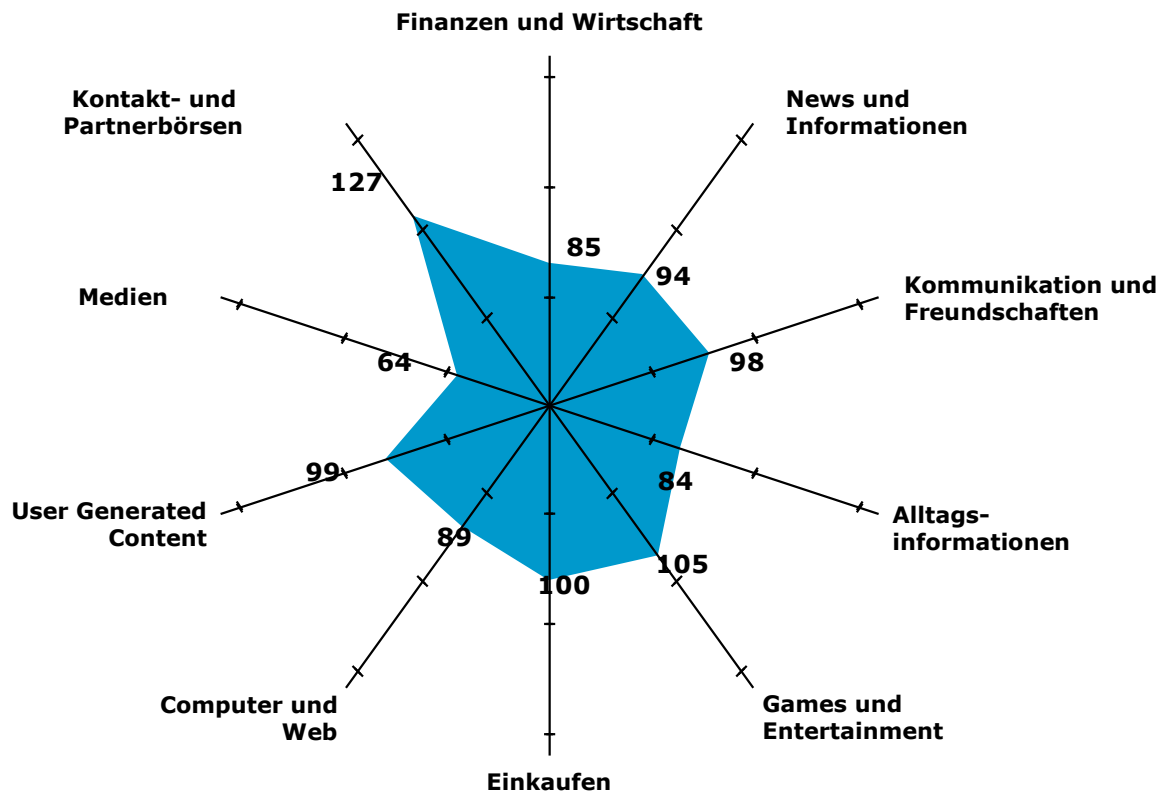 Finanzen und Wirtschaft
Kontakt- und
Partnerbörsen
News und
Informationen
127
85
94
Kommunikation und
Freundschaften
Medien
64
98
99
84
User Generated
Content
Alltags-
informationen
89
105
100
Computer und
Web
Games und
Entertainment
Einkaufen